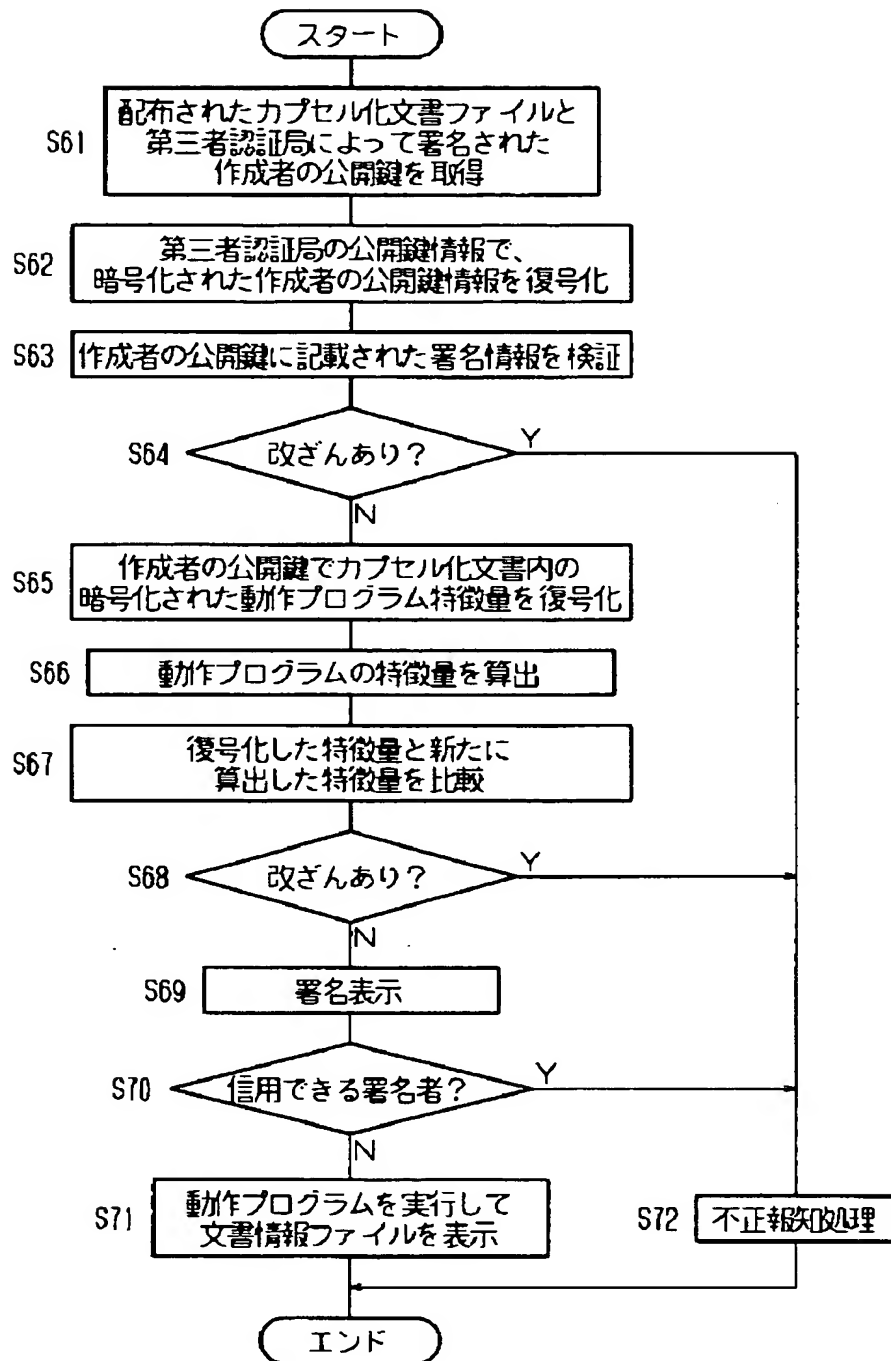 スタート
S61
配布されたカプセル化文書ファイルと
第三者認証局によって署名された
作成者の公開鍵を取得
S62
第三者認証局の公開鍵情報で、
暗号化された作成者の公開鍵情報を復号化
S63
作成者の公開鍵に記載された署名情報を検証
S64
改ざんあり?
Y
N
S65
作成者の公開鍵でカプセル化文書内の
暗号化された動作プログラム特徴量を復号化
S66
動作プログラムの特徴量を算出
S67
復号化した特徴量と新たに
算出した特徴量を比較
S68
改ざんあり?
Y
N
S69
署名表示
S70
信用できる署名者?
Y
N
S71
動作プログラムを実行して
文書情報ファイルを表示
S72
不正報知処理
エンド